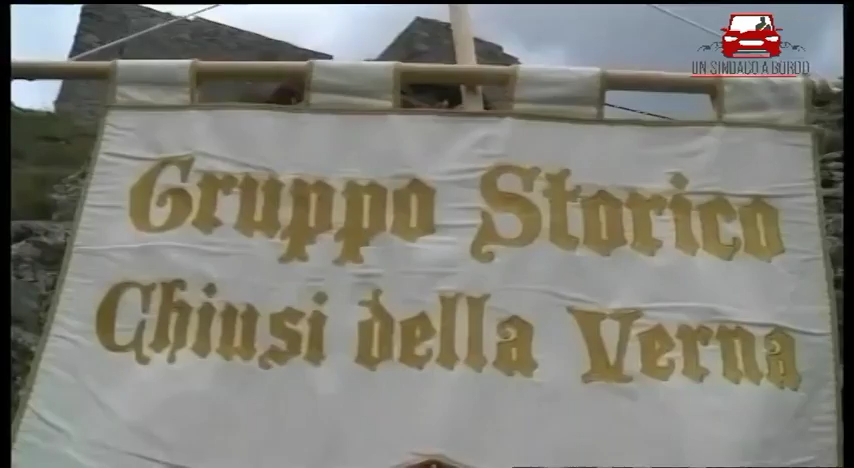 UN SINDACO A BORDO
Gruppo Storico
Chiusi della Verna